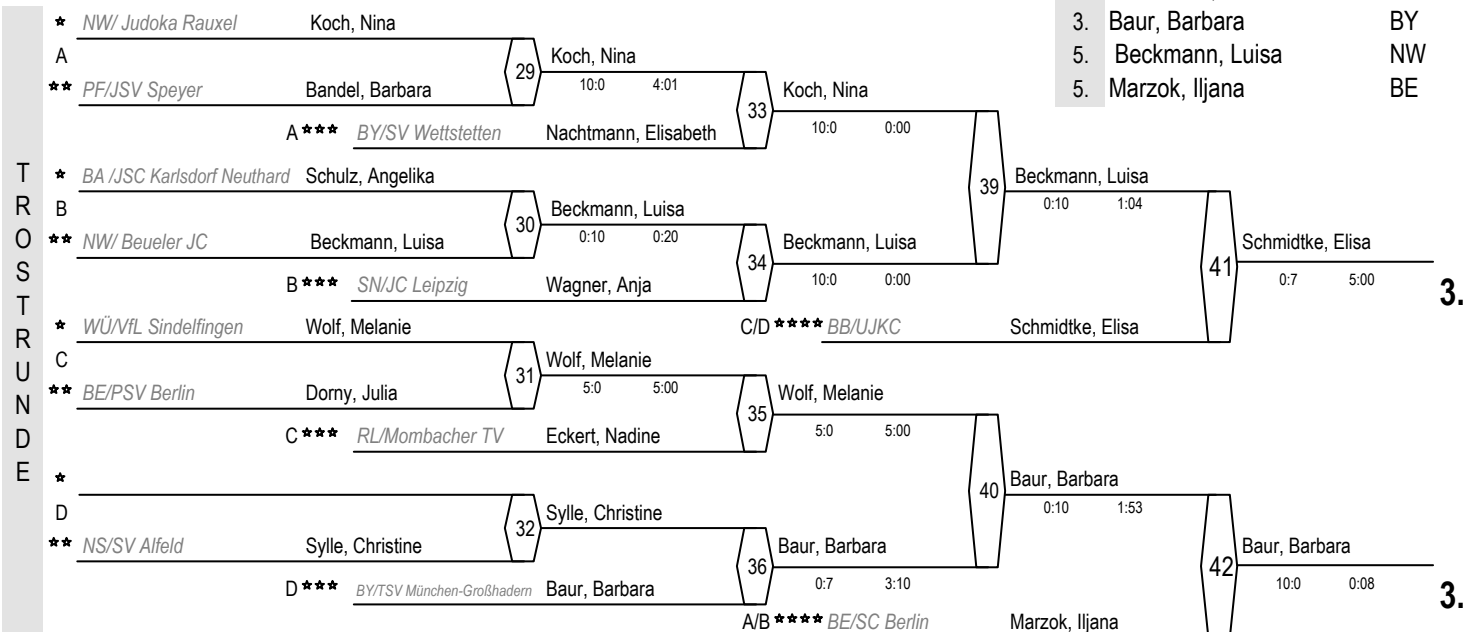 3. Baur, Barbara BY
5. Beckmann, Luisa NW
5. Marzok, Iljana BE
TROSTRUNDE
* NW/ Judoka Rauxel Koch, Nina
A
29 Koch, Nina
10:0 4:01
** PF/JSV Speyer Bandel, Barbara
33 Koch, Nina
10:0 0:00
A *** BY/SV Wettstetten Nachtmann, Elisabeth
* BA /JSC Karlsdorf Neuthard Schulz, Angelika
39 Beckmann, Luisa
0:10 1:04
B
30 Beckmann, Luisa
0:10 0:20
** NW/ Beueler JC Beckmann, Luisa
34 Beckmann, Luisa
10:0 0:00
B *** SN/JC Leipzig Wagner, Anja
41 Schmidtke, Elisa
0:7 5:00
3.
* WÜ/VfL Sindelfingen Wolf, Melanie
C/D **** BB/UJKC Schmidtke, Elisa
C
31 Wolf, Melanie
5:0 5:00
** BE/PSV Berlin Dorny, Julia
35 Wolf, Melanie
5:0 5:00
C *** RL/Mombacher TV Eckert, Nadine
*
40 Baur, Barbara
0:10 1:53
D
32 Sylle, Christine
** NS/SV Alfeld Sylle, Christine
36 Baur, Barbara
0:7 3:10
42 Baur, Barbara
10:0 0:08
3.
D *** BY/TSV München-Großhadern Baur, Barbara
A/B **** BE/SC Berlin Marzok, Iljana